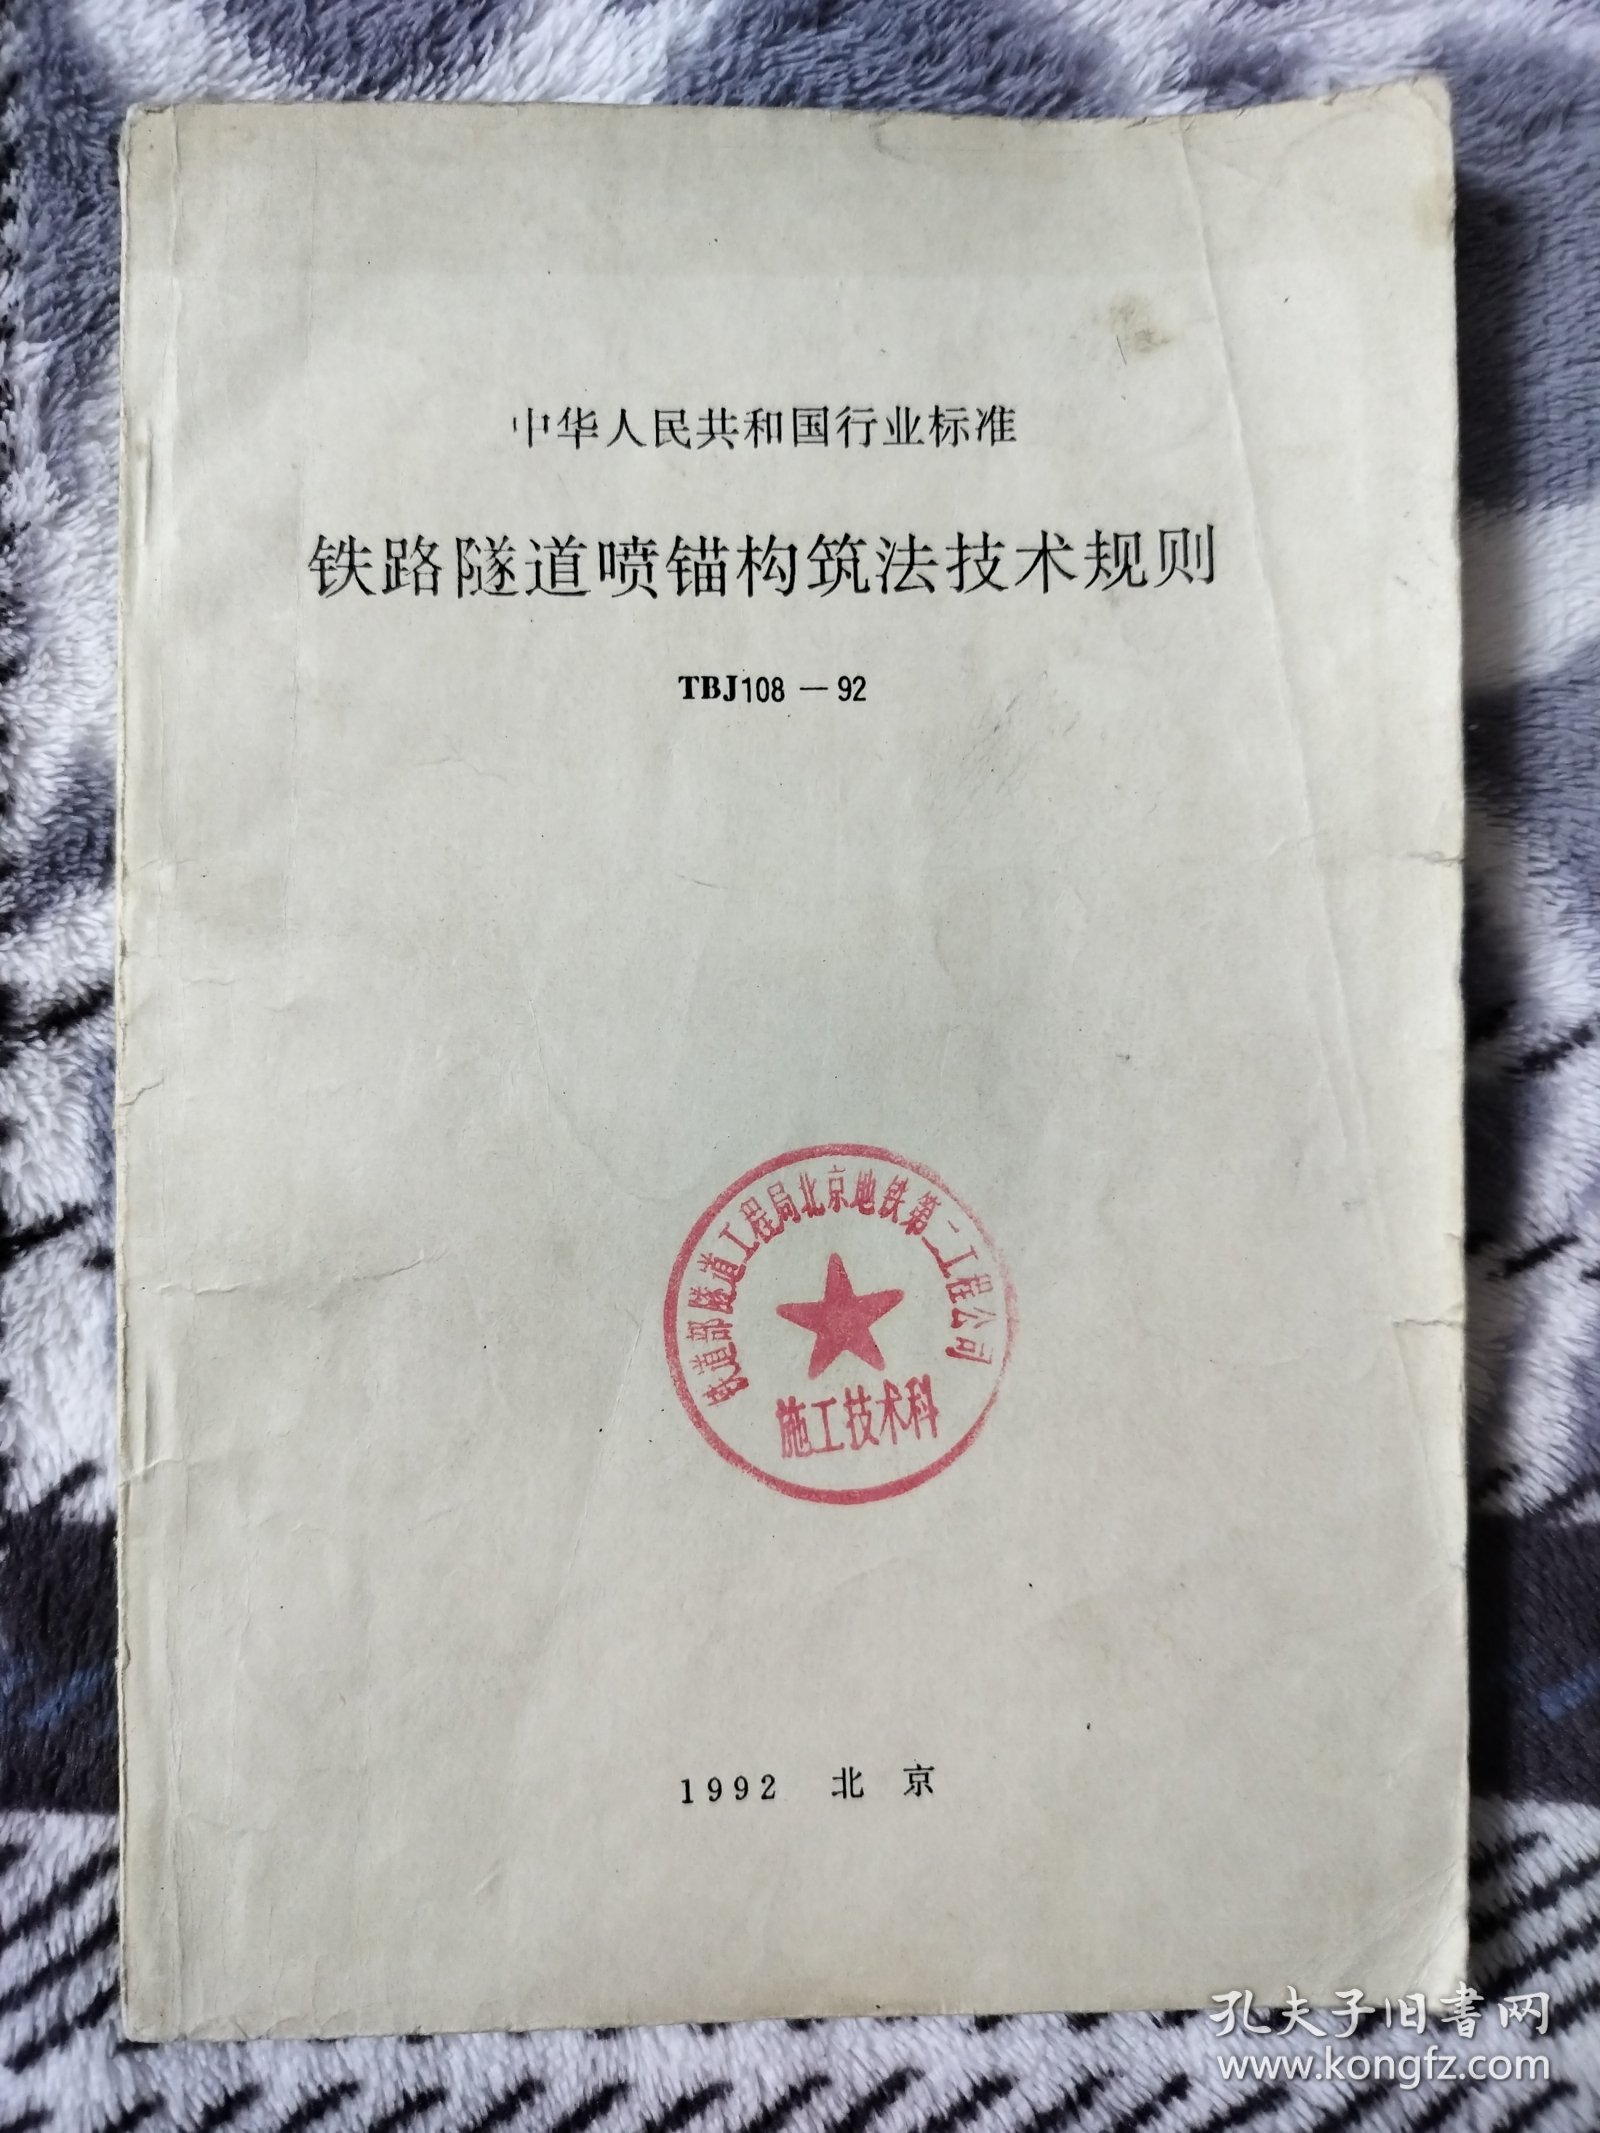 中华人民共和国行业标准
铁路隧道喷锚构筑法技术规则
TBJ108－92
铁道部隧道工程局北京地铁第二工程公司
施工技术科
1992 北京
孔夫子旧书网
www.kongfz.com